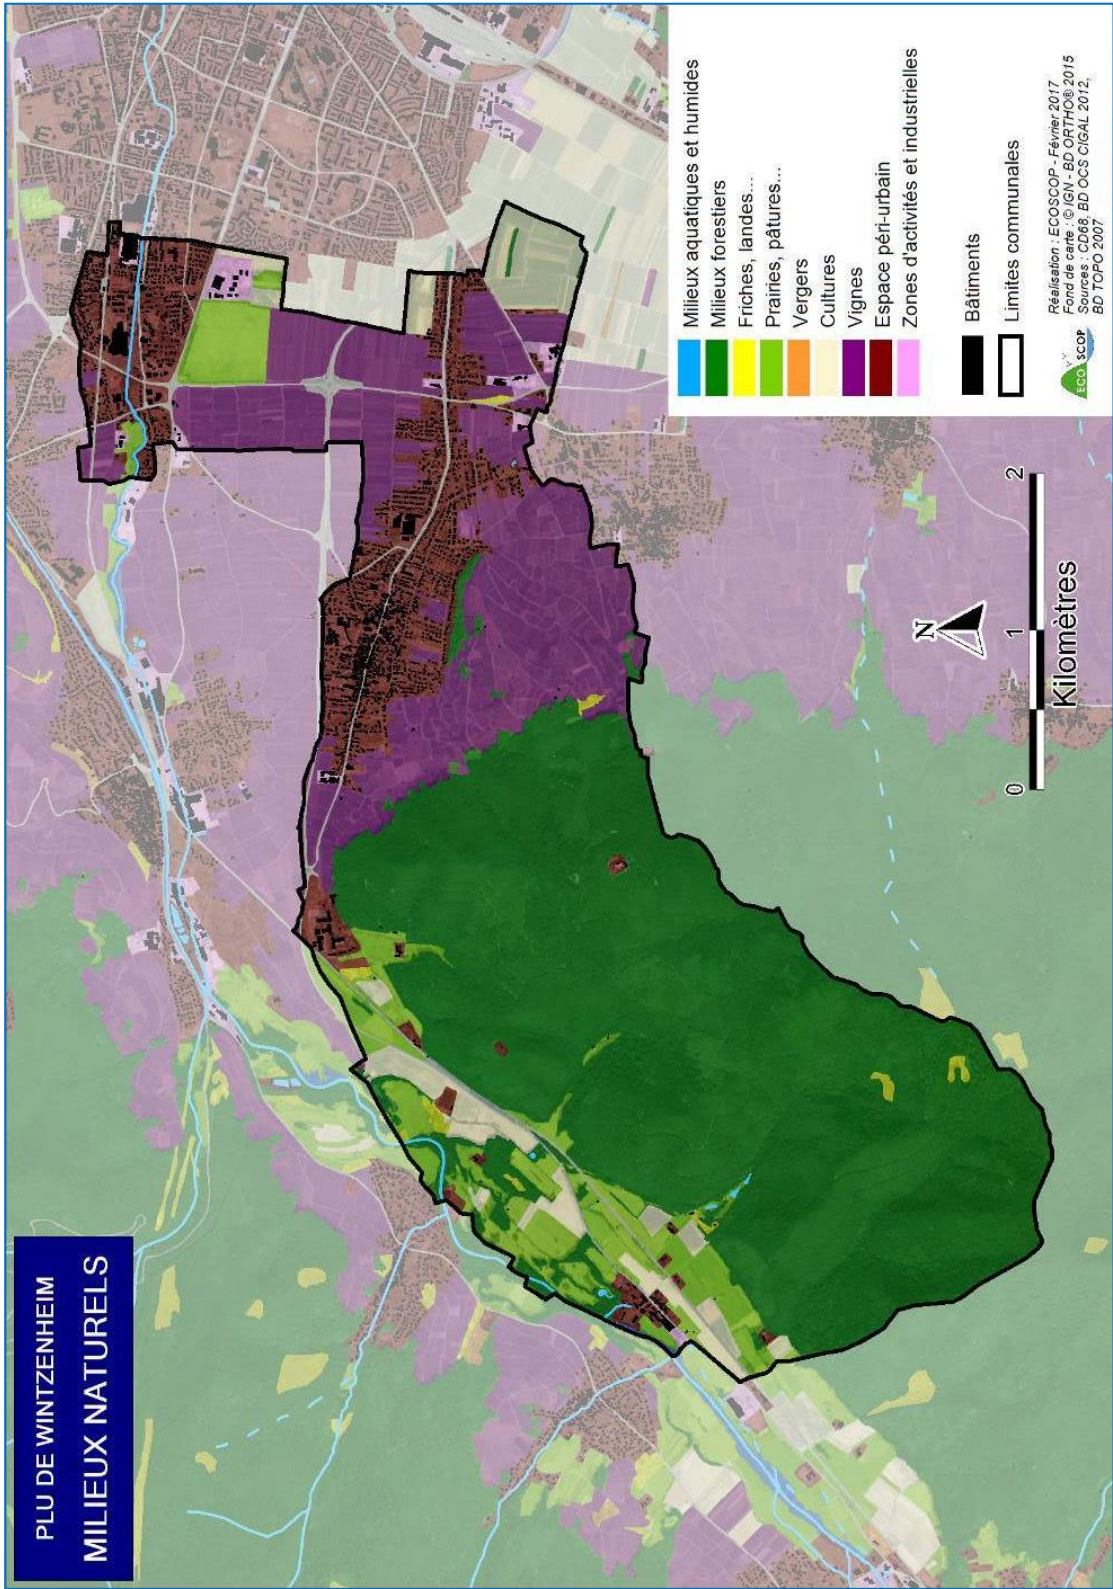 PLU DE WINTZENHEIM
MILIEUX NATURELS
N
0 1 2
Kilomètres
Milieux aquatiques et humides
Milieux forestiers
Friches, landes...
Prairies, pâtures...
Vergers
Cultures
Vignes
Espace péri-urbain
Zones d'activités et industrielles
Bâtiments
Limites communales
ECO SCOP
Réalisation : ECOSCOP - Février 2017
Fond de carte : © IGN - BD ORTHO® 2015
Sources : CD68, BD OCS CIGAL 2012,
BD TOPO 2007